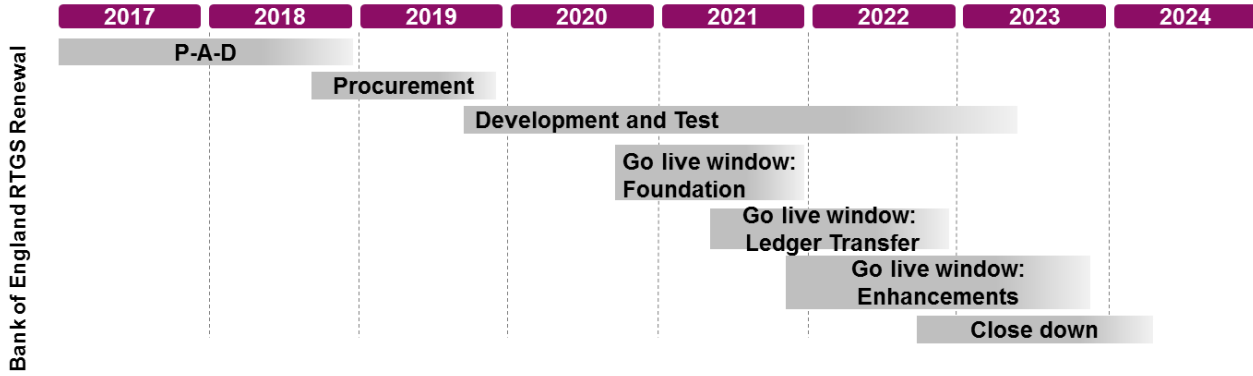 2017 2018 2019 2020 2021 2022 2023 2024
Bank of England RTGS Renewal
P-A-D
Procurement
Development and Test
Go live window:
Foundation
Go live window:
Ledger Transfer
Go live window:
Enhancements
Close down